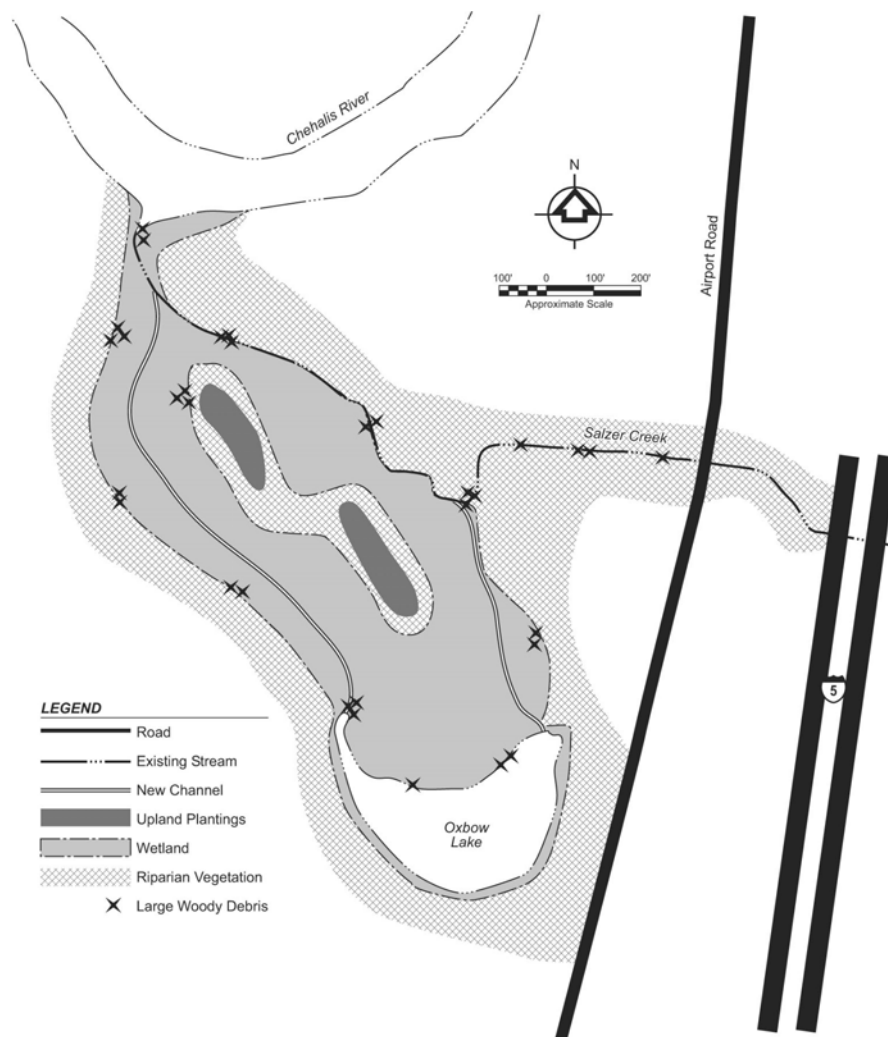 Chehalis River
N
100' 0 100' 200'
Approximate Scale
Airport Road
Salzer Creek
5
LEGEND
Road
Existing Stream
New Channel
Upland Plantings
Wetland
Riparian Vegetation
Large Woody Debris
Oxbow
Lake